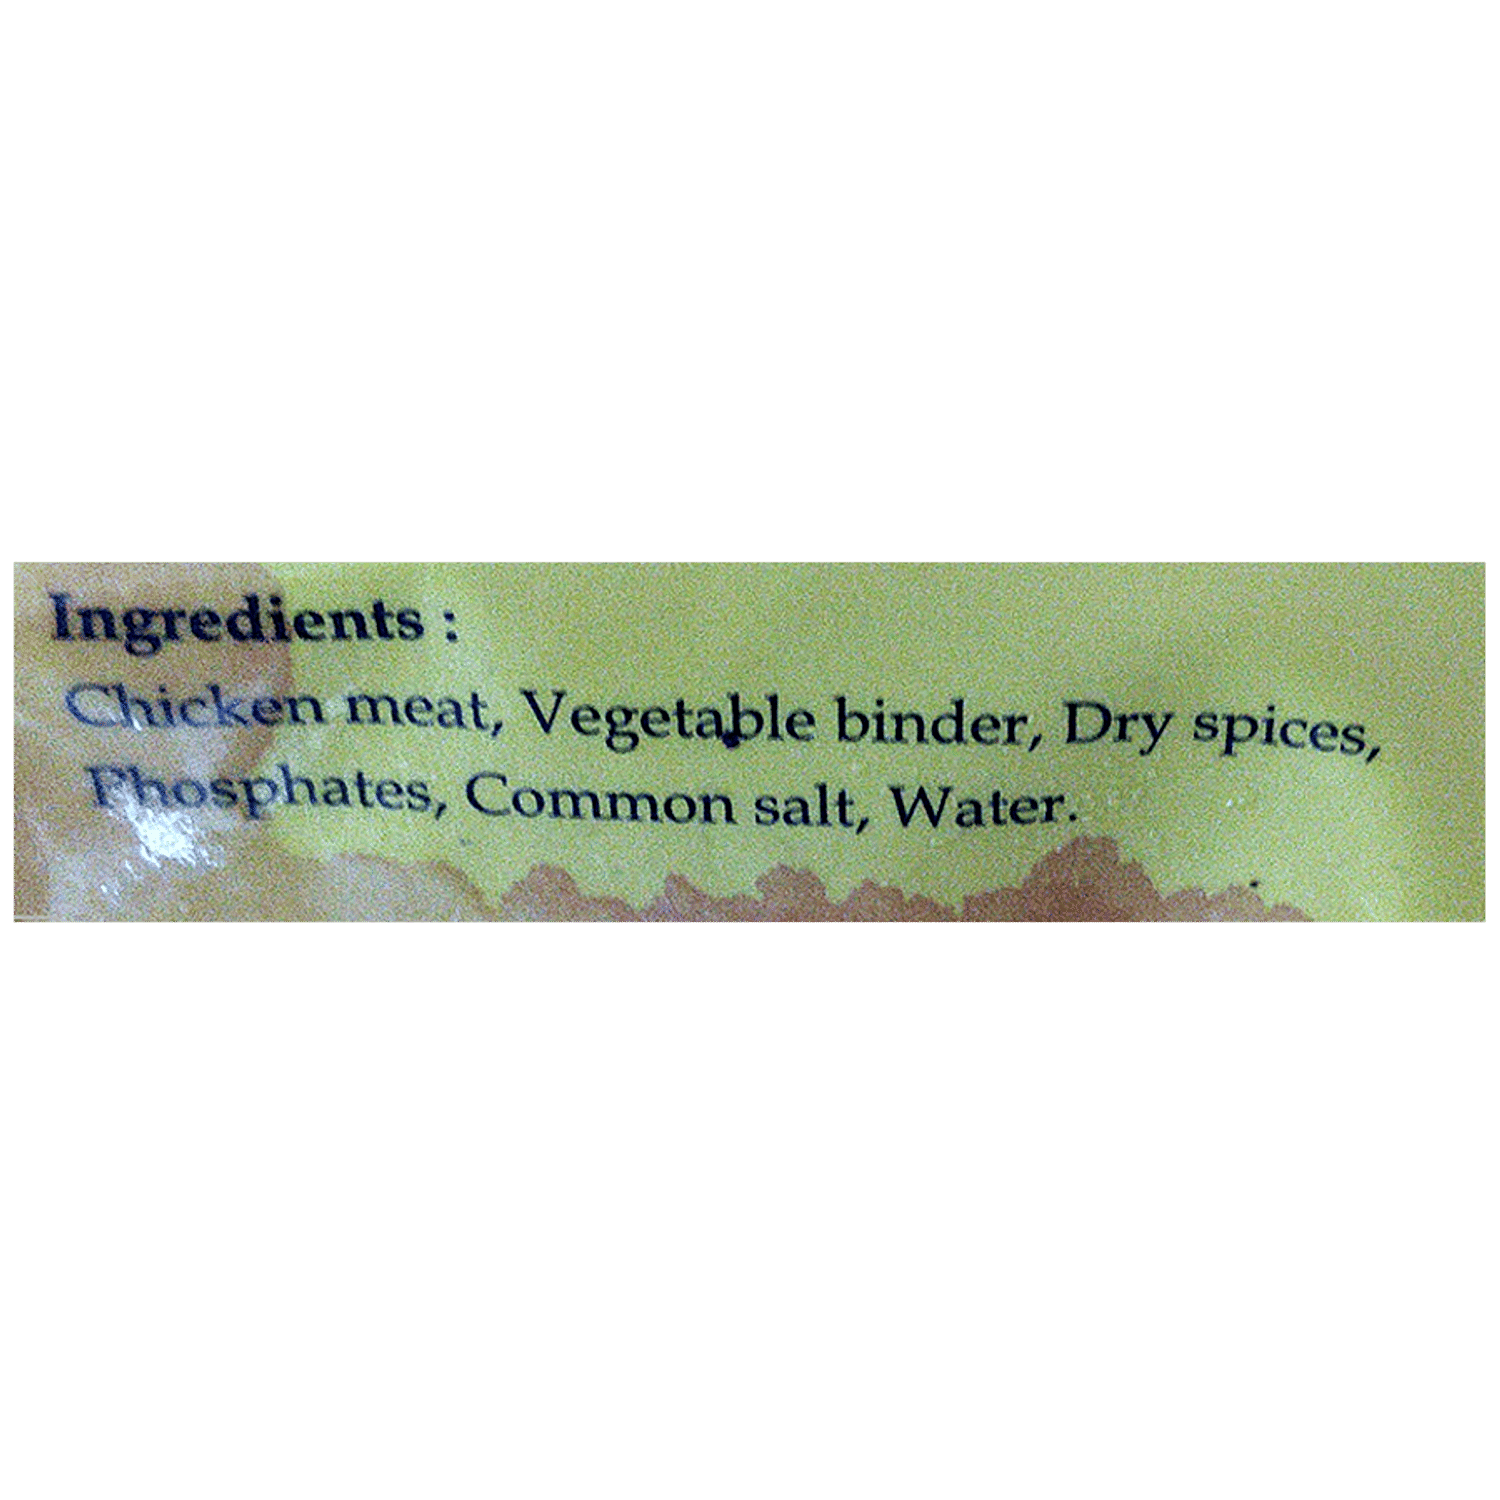 Ingredients :
Chicken meat, Vegetable binder, Dry spices,
Phosphates, Common salt, Water.